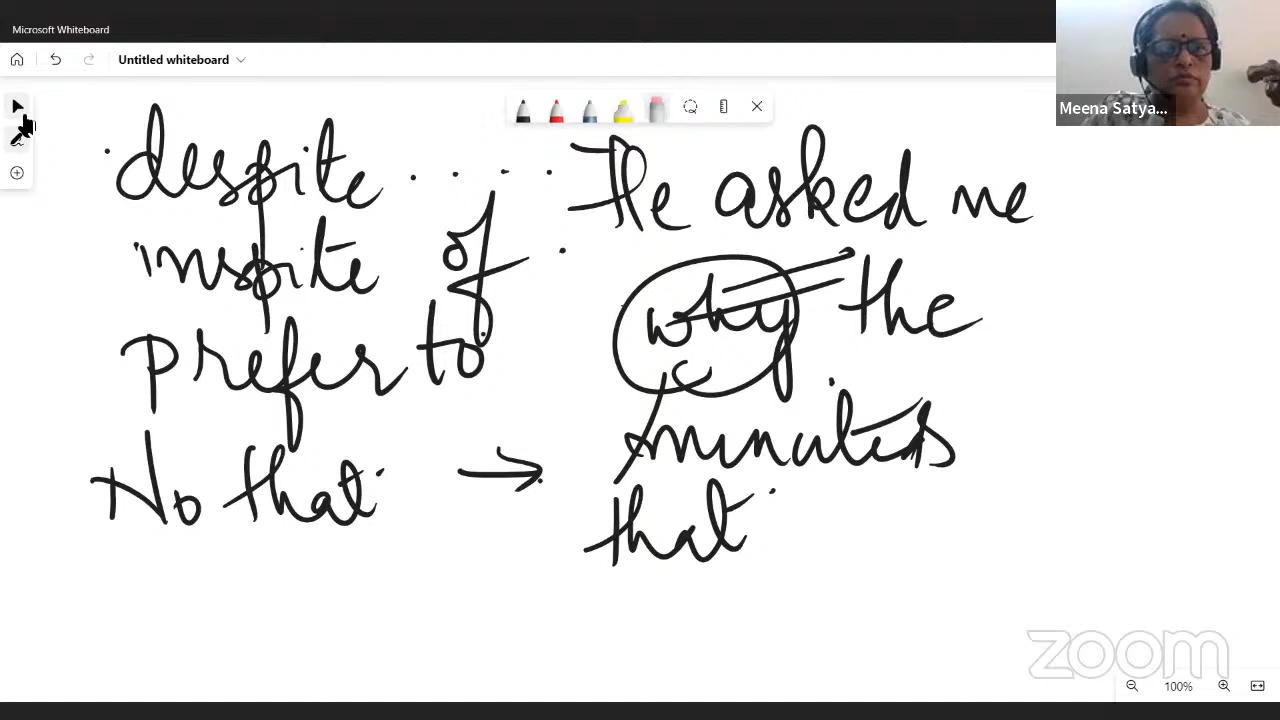 Microsoft Whiteboard
Untitled whiteboard
Meena Satya...
despite . . . .
inspite of .
prefer to
No that →
He asked me
why the
that
zoom
100%